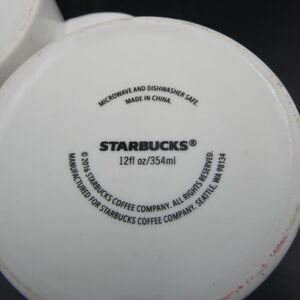 MICROWAVE AND DISHWASHER SAFE.
MADE IN CHINA.
STARBUCKS®
12fl oz/354ml
© 2016 STARBUCKS COFFEE COMPANY. ALL RIGHTS RESERVED.
MANUFACTURED FOR STARBUCKS COFFEE COMPANY. SEATTLE, WA 98134